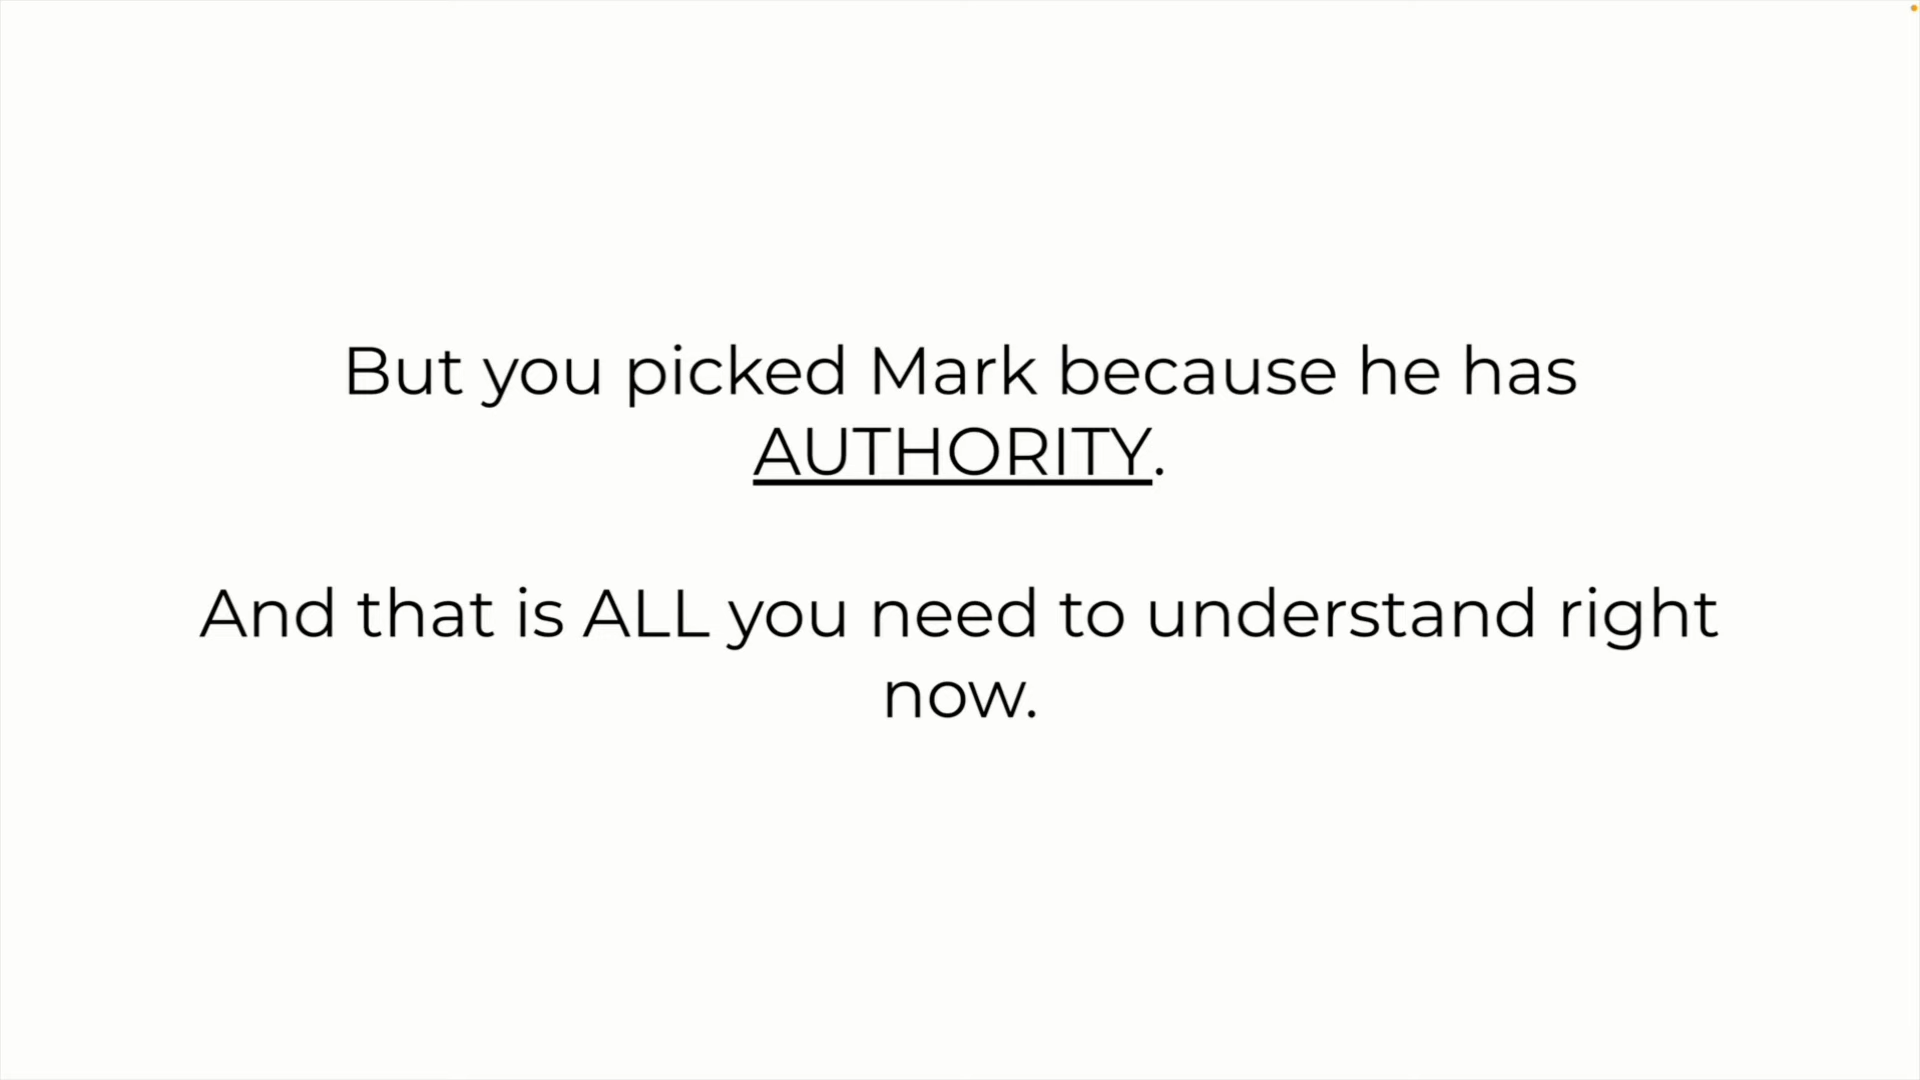 But you picked Mark because he has
AUTHORITY.
And that is ALL you need to understand right
now.